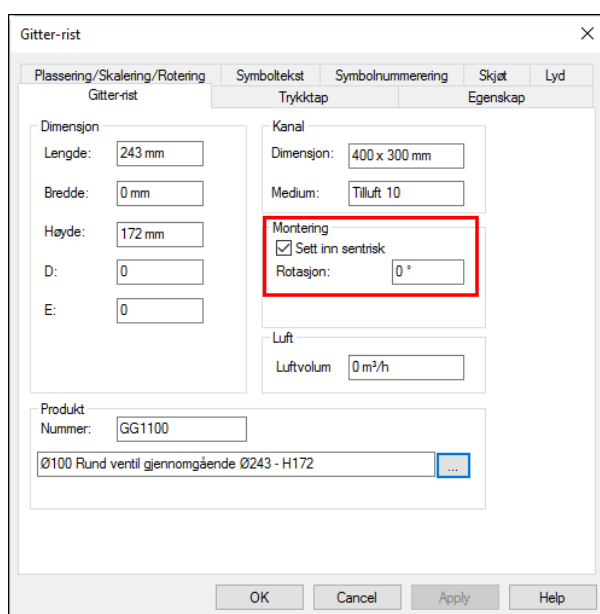 Gitter-rist
Plassering/Skalering/Rotering Symboltekst Symbolnummerering Skjøt Lyd
Gitter-rist Trykktap Egenskap
Dimensjon
Lengde: 243 mm
Bredde: 0 mm
Høyde: 172 mm
D: 0
E: 0
Kanal
Dimensjon: 400 x 300 mm
Medium: Tilluft 10
Montering
Sett inn sentrisk
Rotasjon: 0 °
Luft
Luftvolum 0 m³/h
Produkt
Nummer: GG1100
Ø100 Rund ventil gjennomgående Ø243 - H172 ...
OK Cancel Apply Help